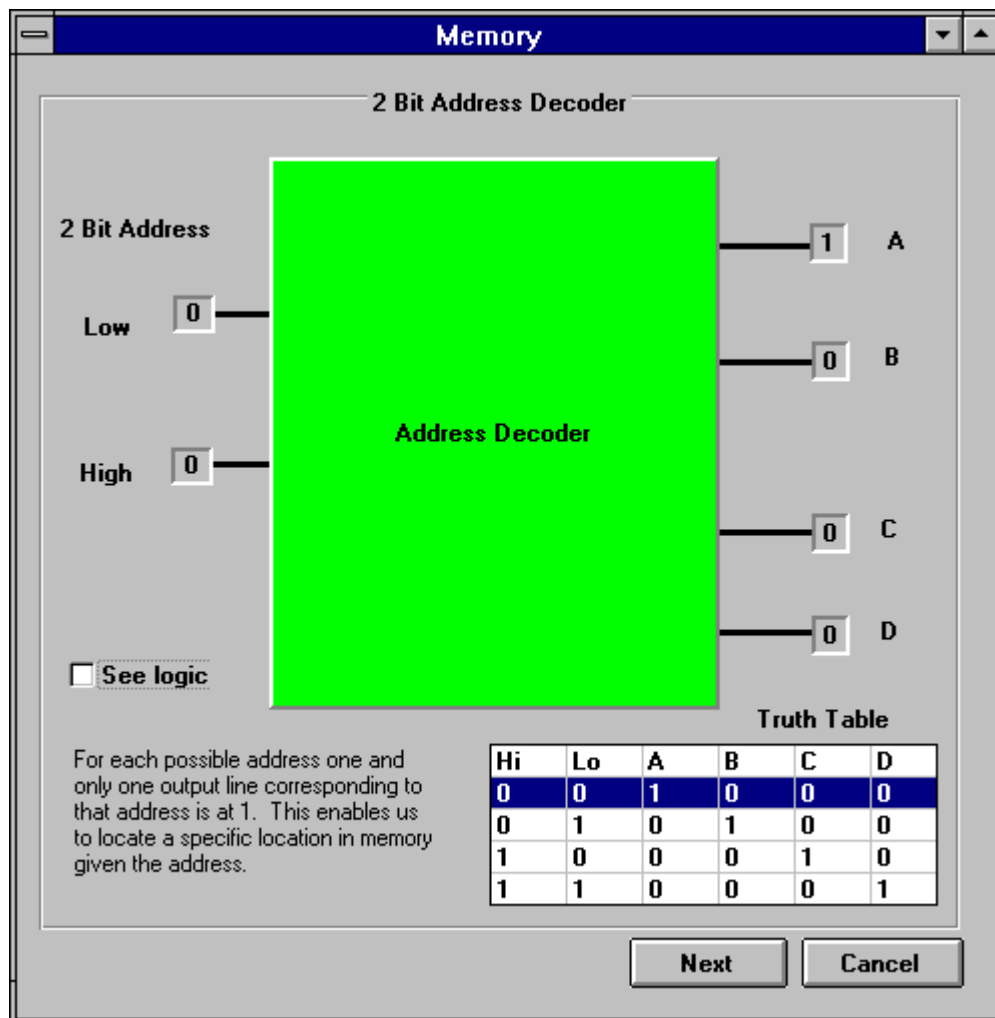 Memory
2 Bit Address Decoder
2 Bit Address
Low
0
High
0
Address Decoder
1
A
0
B
0
C
0
D
See logic
For each possible address one and
only one output line corresponding to
that address is at 1. This enables us
to locate a specific location in memory
given the address.
Truth Table
Hi Lo A B C D
0 0 1 0 0 0
0 1 0 1 0 0
1 0 0 0 1 0
1 1 0 0 0 1
Next
Cancel